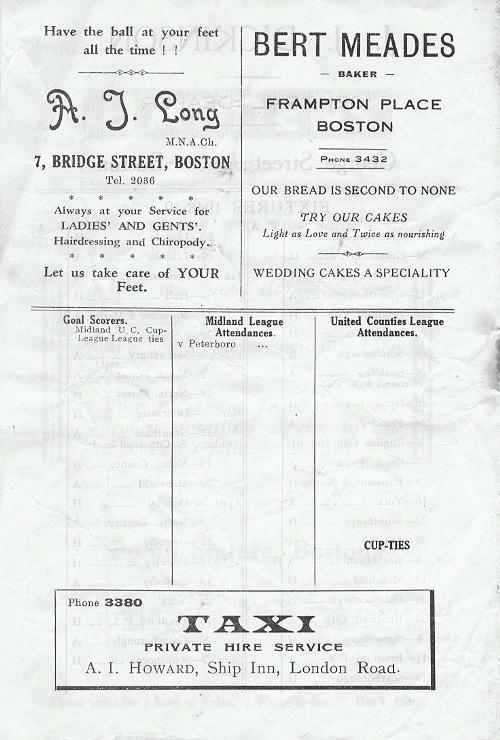 Have the ball at your feet
all the time ! !
A. J. Long
M.N.A.Ch.
7, BRIDGE STREET, BOSTON
Tel. 2036
* * * * *
Always at your Service for
LADIES' AND GENTS'.
Hairdressing and Chiropody.
* * * * *
Let us take care of YOUR
Feet.
BERT MEADES
— BAKER —
FRAMPTON PLACE
BOSTON
PHONE 3432
OUR BREAD IS SECOND TO NONE
TRY OUR CAKES
Light as Love and Twice as nourishing
WEDDING CAKES A SPECIALITY
Goal Scorers.
Midland U.C. Cup-
League League ties
Midland League
Attendances.
v Peterboro ...
United Counties League
Attendances.
CUP-TIES
Phone 3380
TAXI
PRIVATE HIRE SERVICE
A. I. HOWARD, Ship Inn, London Road.